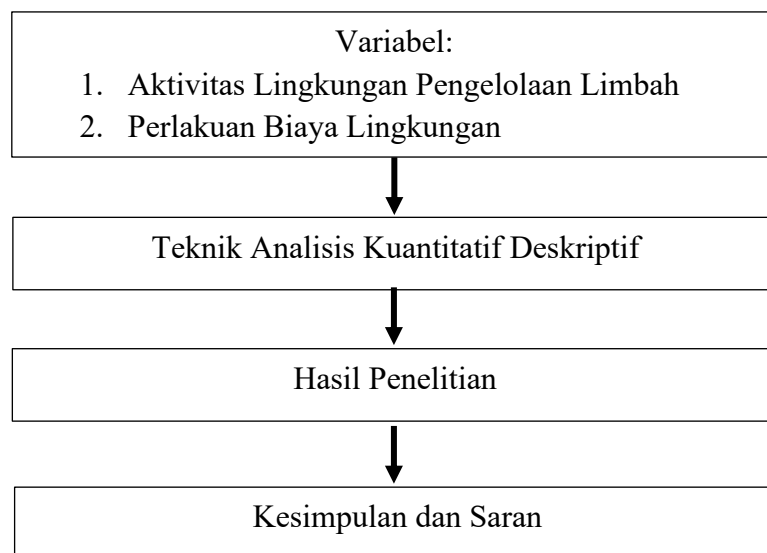 Variabel:
1. Aktivitas Lingkungan Pengelolaan Limbah
2. Perlakuan Biaya Lingkungan
Teknik Analisis Kuantitatif Deskriptif
Hasil Penelitian
Kesimpulan dan Saran